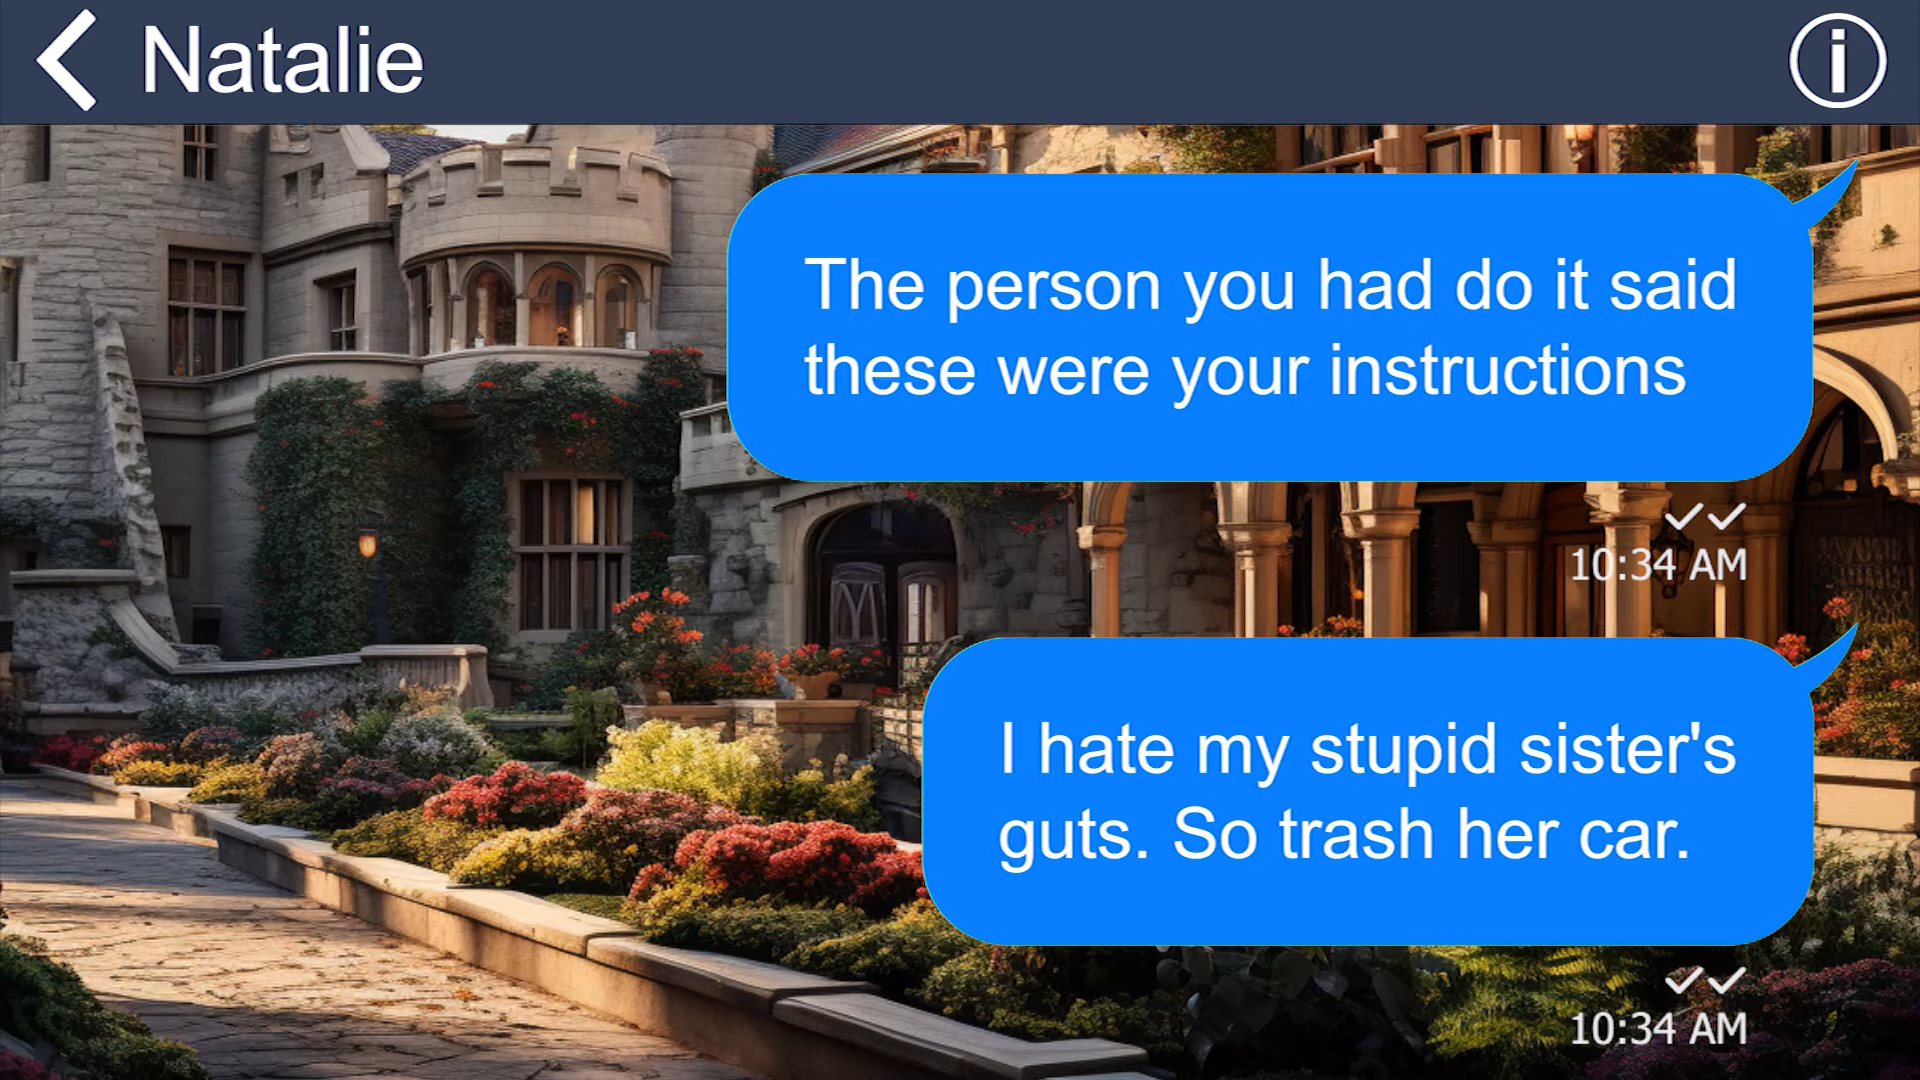 Natalie
The person you had do it said
these were your instructions
10:34 AM
I hate my stupid sister's
guts. So trash her car.
10:34 AM